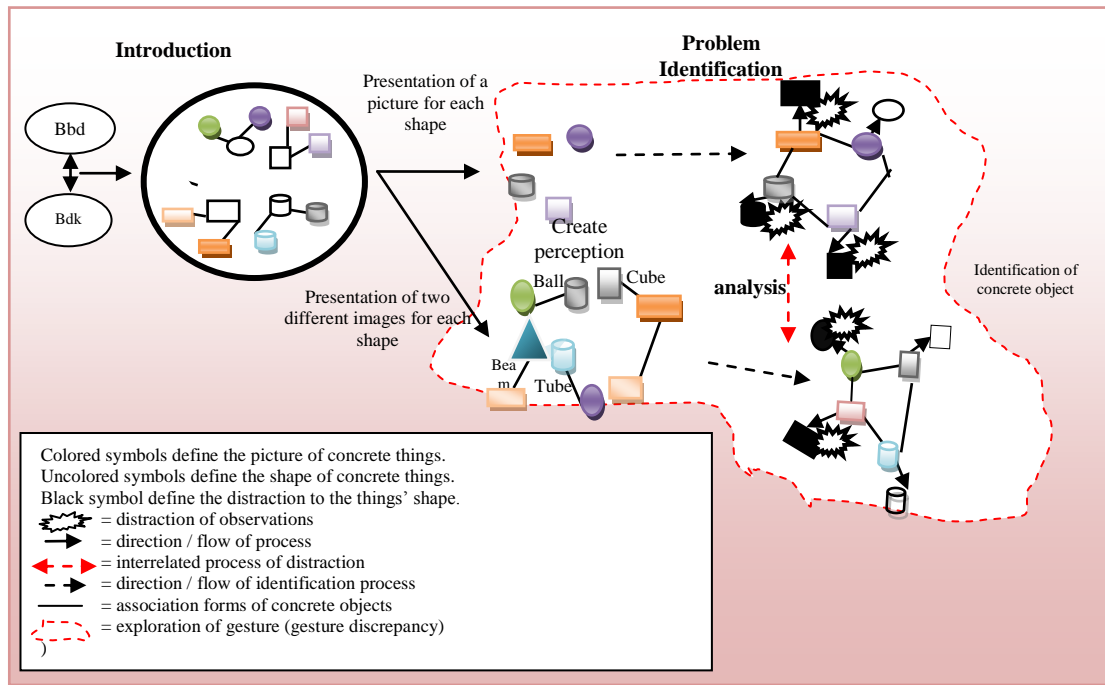 Introduction
Problem
Identification
Presentation of a
picture for each
shape
Bbd
Bdk
Create
perception
Ball
Cube
Bea
m
Tube
Presentation of two
different images for each
shape
analysis
Identification of
concrete object
Colored symbols define the picture of concrete things.
Uncolored symbols define the shape of concrete things.
Black symbol define the distraction to the things’ shape.
= distraction of observations
= direction / flow of process
= interrelated process of distraction
= direction / flow of identification process
= association forms of concrete objects
= exploration of gesture (gesture discrepancy)
)